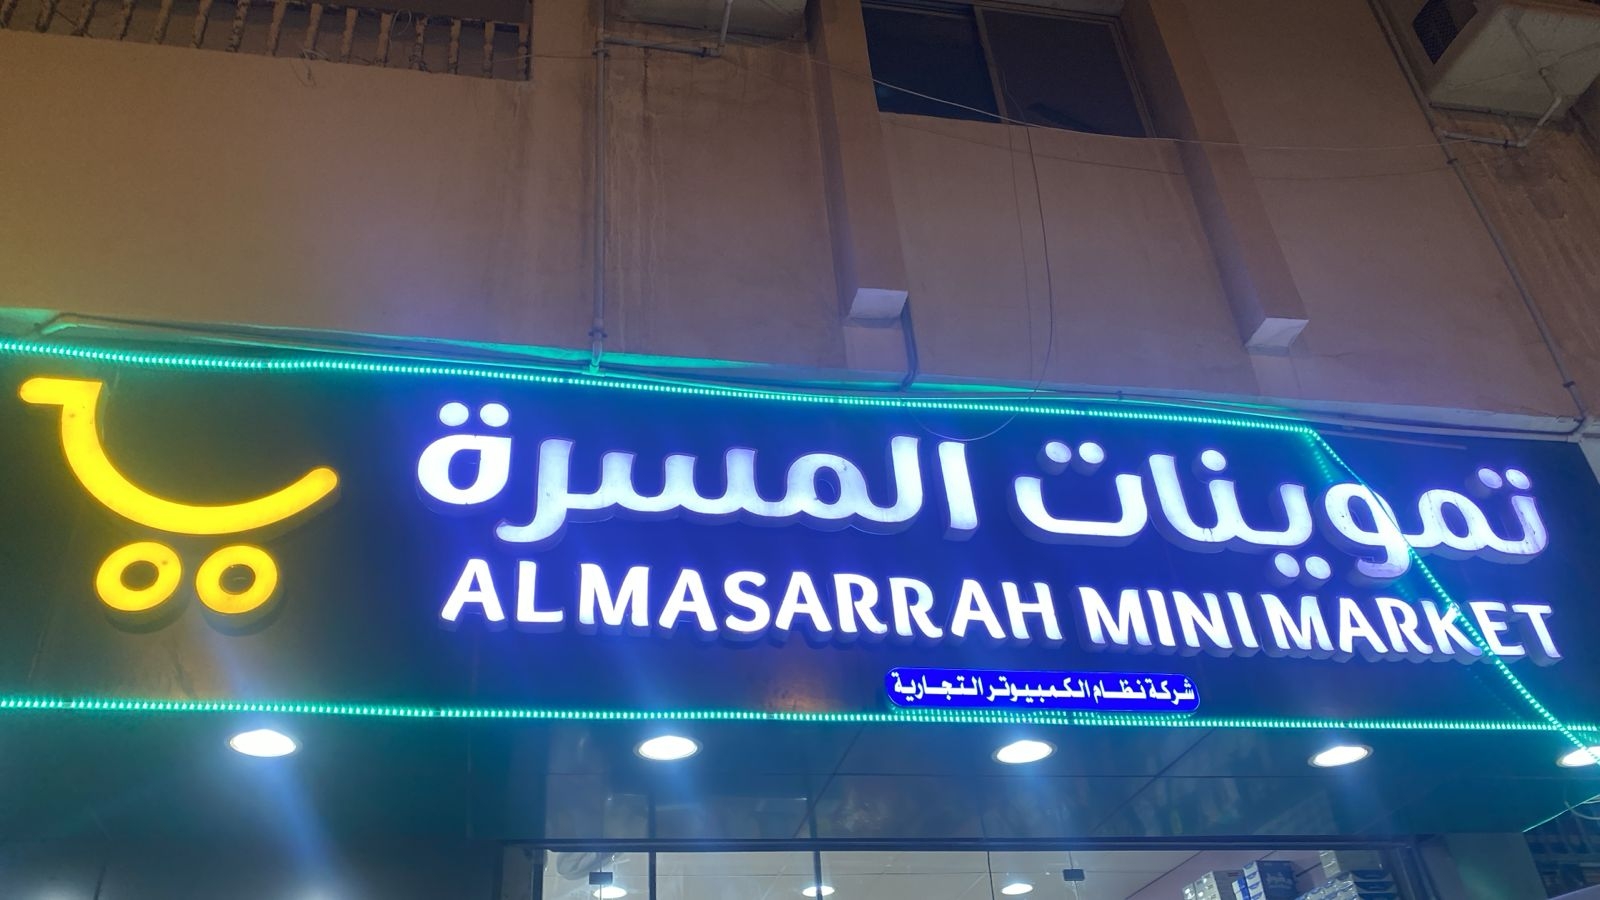 تموينات المسرة
ALMASARRAH MINIMARKET
شركة نظام الكمبيوتر التجارية